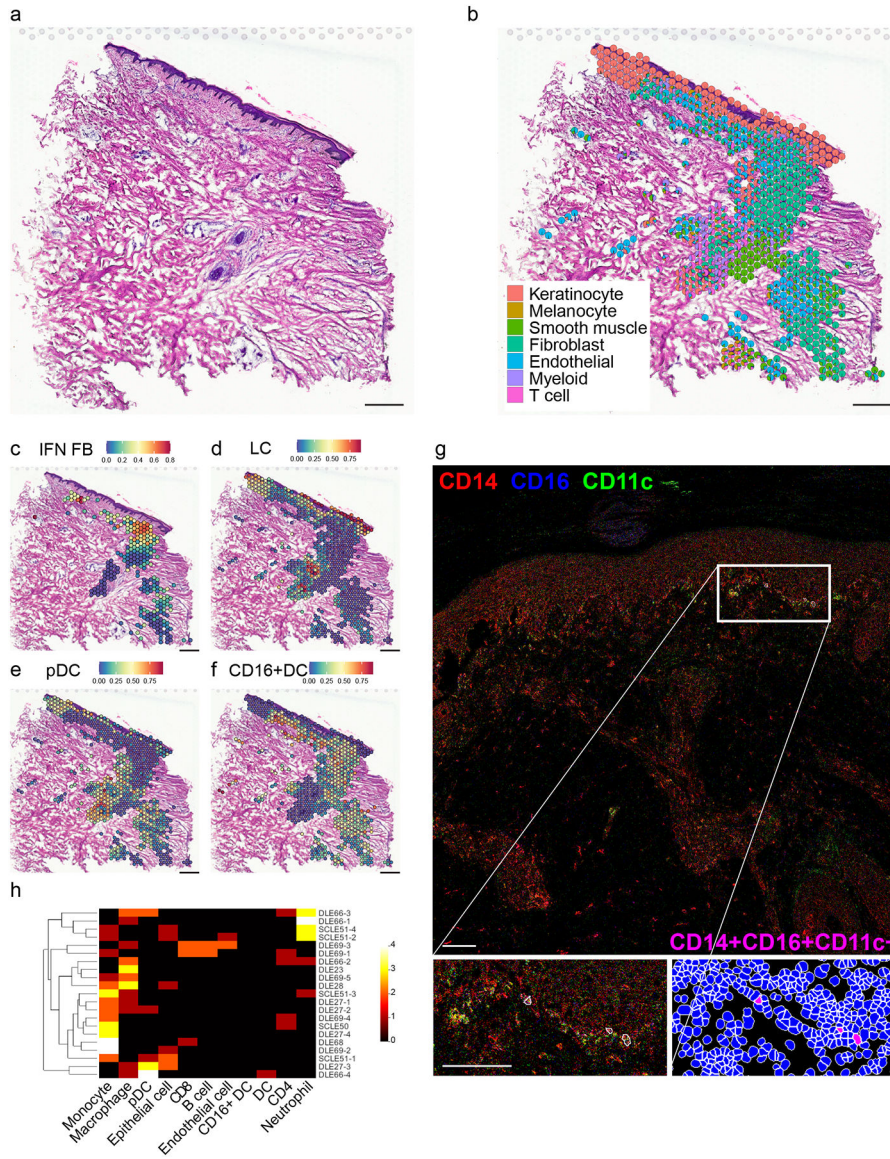 a
b
Keratinocyte
Melanocyte
Smooth muscle
Fibroblast
Endothelial
Myeloid
T cell
c
IFN FB
0.0 0.2 0.4 0.6 0.8
d
LC
0.00 0.25 0.50 0.75
e
pDC
0.00 0.25 0.50 0.75
f
CD16+DC
0.00 0.25 0.50 0.75
g
CD14 CD16 CD11c
CD14+CD16+CD11c+
h
DLE66-3
DLE66-1
SCLE51-4
SCLE51-2
DLE69-3
DLE69-1
DLE66-2
DLE23
DLE69-5
DLE28
SCLE51-3
DLE27-1
DLE27-2
DLE69-4
SCLE50
DLE27-4
DLE68
DLE69-2
SCLE51-1
DLE27-3
DLE66-4
.4
.3
.2
.1
0.0
Monocyte
Macrophage
pDC
Epithelial cell
CD8
B cell
Endothelial cell
CD16+ DC
DC
CD4
Neutrophil